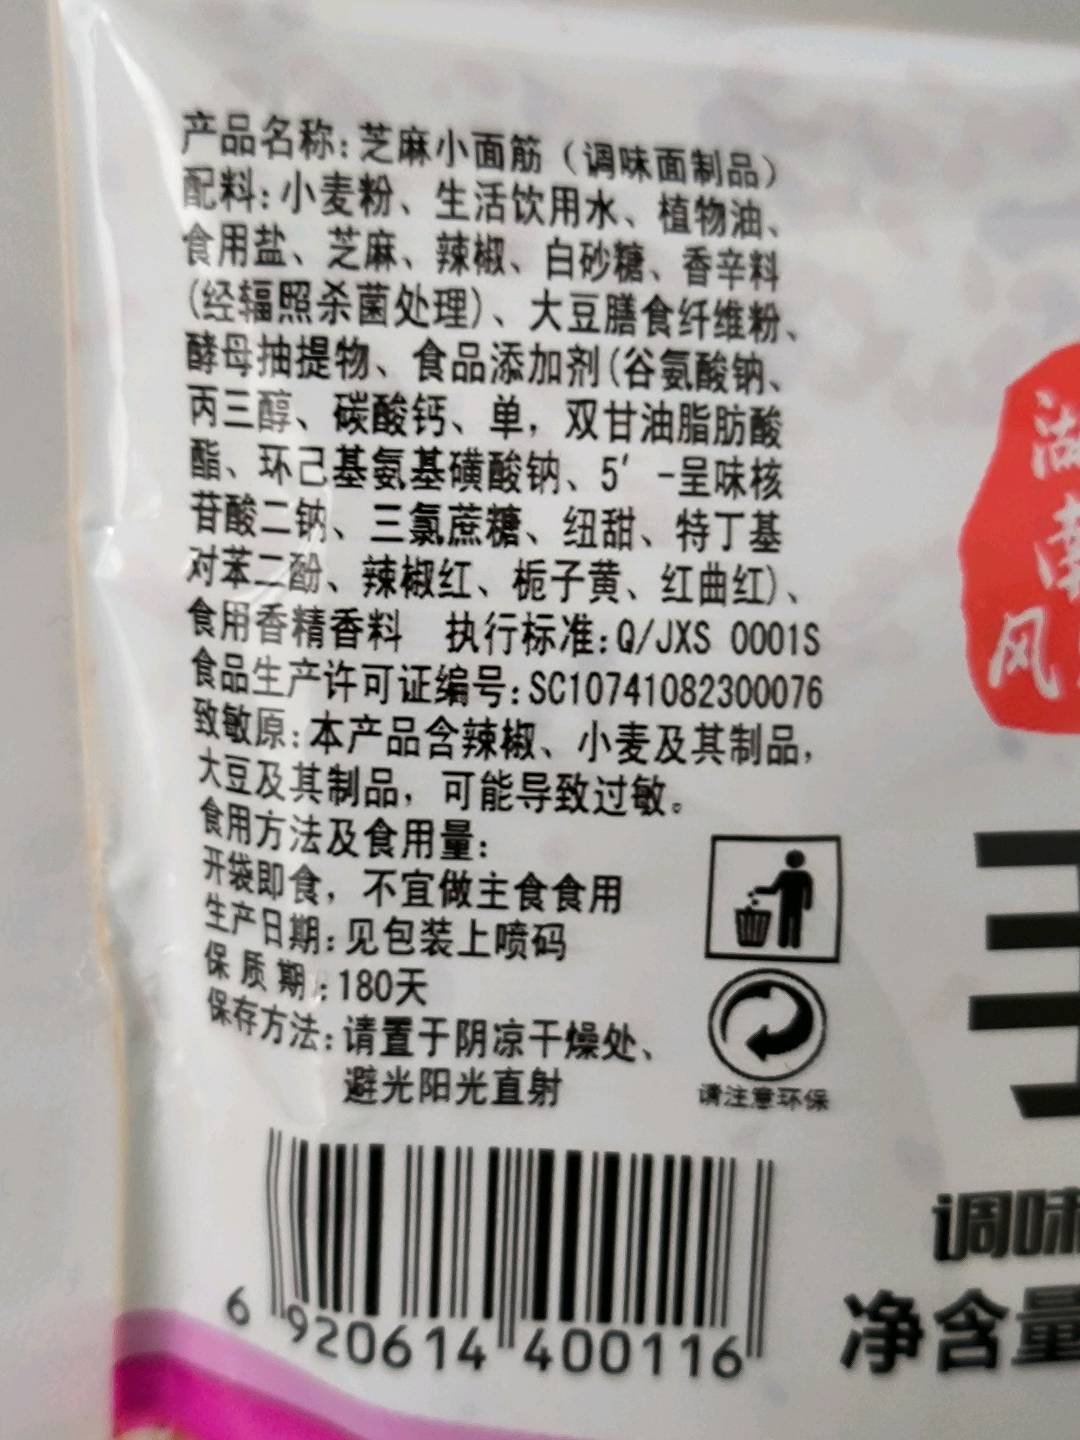 产品名称:芝麻小面筋（调味面制品）
配料:小麦粉、生活饮用水、植物油、
食用盐、芝麻、辣椒、白砂糖、香辛料
(经辐照杀菌处理)、大豆膳食纤维粉、
酵母抽提物、食品添加剂(谷氨酸钠、
丙三醇、碳酸钙、单，双甘油脂肪酸
酯、环己基氨基磺酸钠、5′-呈味核
苷酸二钠、三氯蔗糖、纽甜、特丁基
对苯二酚、辣椒红、栀子黄、红曲红)、
食用香精香料 执行标准:Q/JXS 0001S
食品生产许可证编号:SC10741082300076
致敏原:本产品含辣椒、小麦及其制品,
大豆及其制品，可能导致过敏。
食用方法及食用量:
开袋即食，不宜做主食食用
生产日期:见包装上喷码
保质期:180天
保存方法:请置于阴凉干燥处、
避光阳光直射
请注意环保
6 920614 400116
湖
南
风
调味
净含量